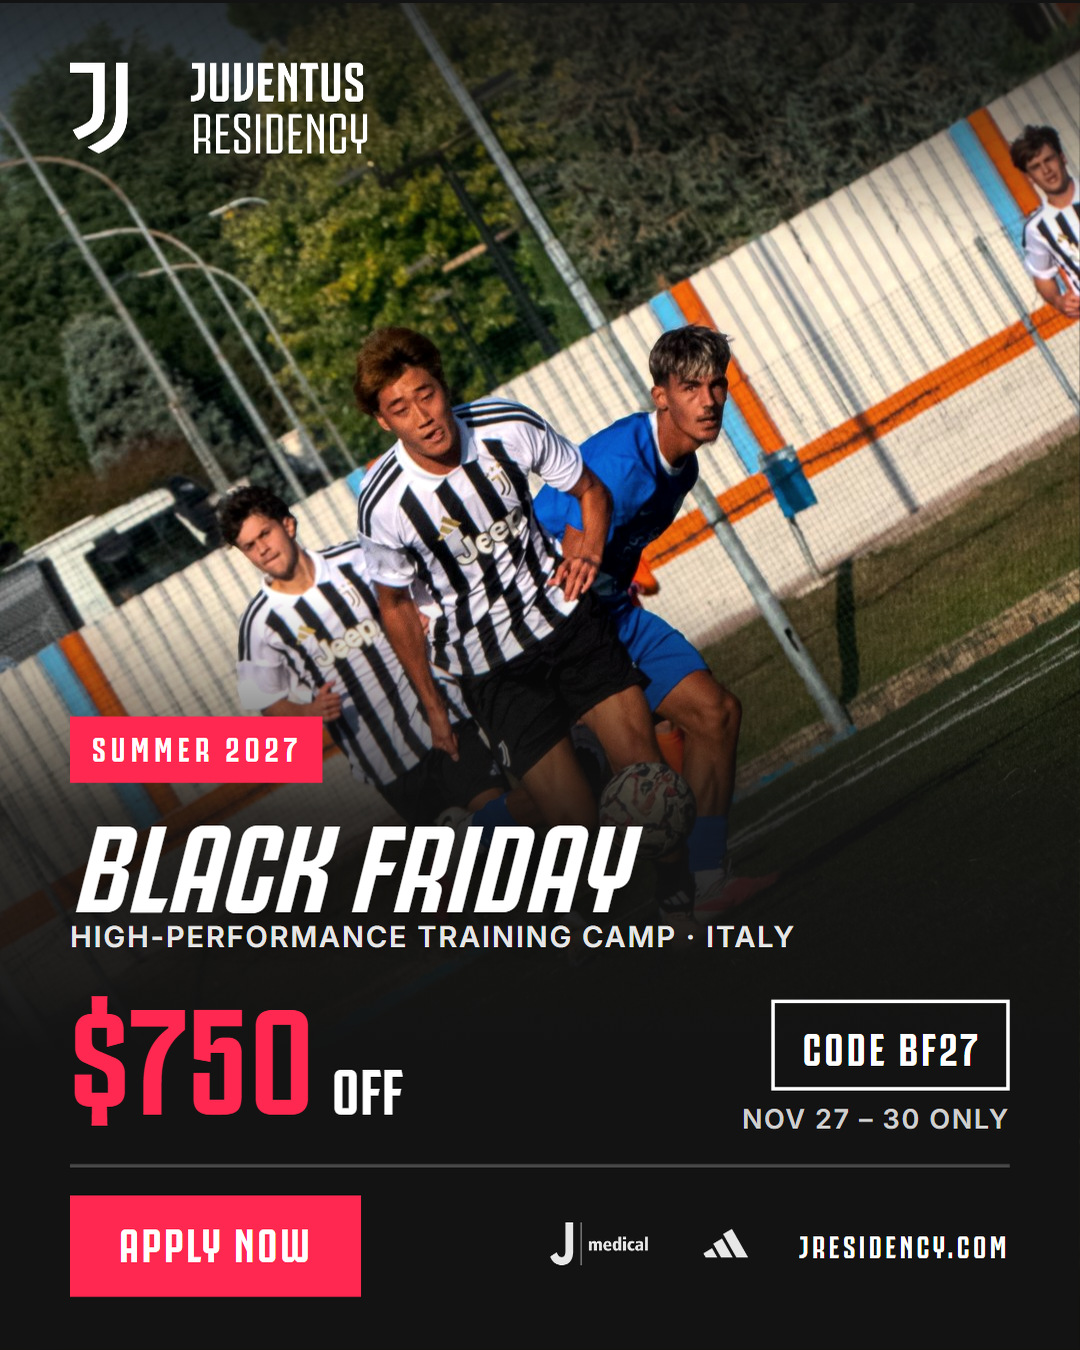 JUVENTUS
RESIDENCY
Jeep
Jeep
SUMMER 2027
BLACK FRIDAY
HIGH-PERFORMANCE TRAINING CAMP · ITALY
$750 OFF
CODE BF27
NOV 27 – 30 ONLY
APPLY NOW
J medical
JRESIDENCY.COM